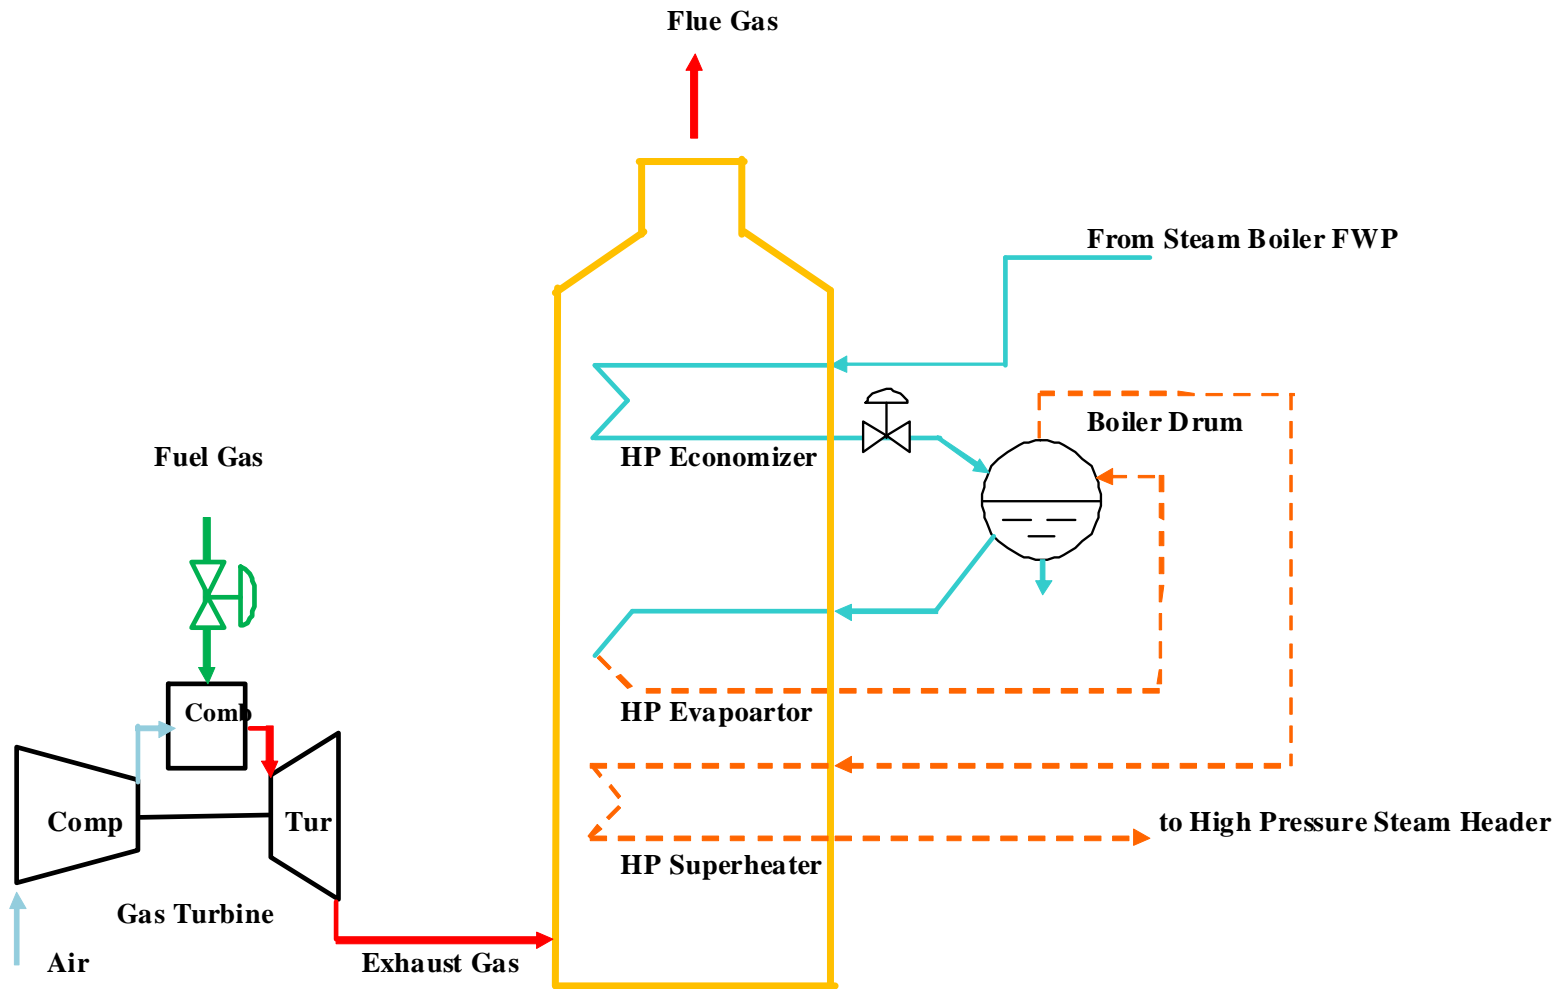 Flue Gas
From Steam Boiler FWP
Boiler Drum
HP Economizer
Fuel Gas
HP Evapoartor
Comb
Comp
Tur
to High Pressure Steam Header
HP Superheater
Gas Turbine
Air
Exhaust Gas